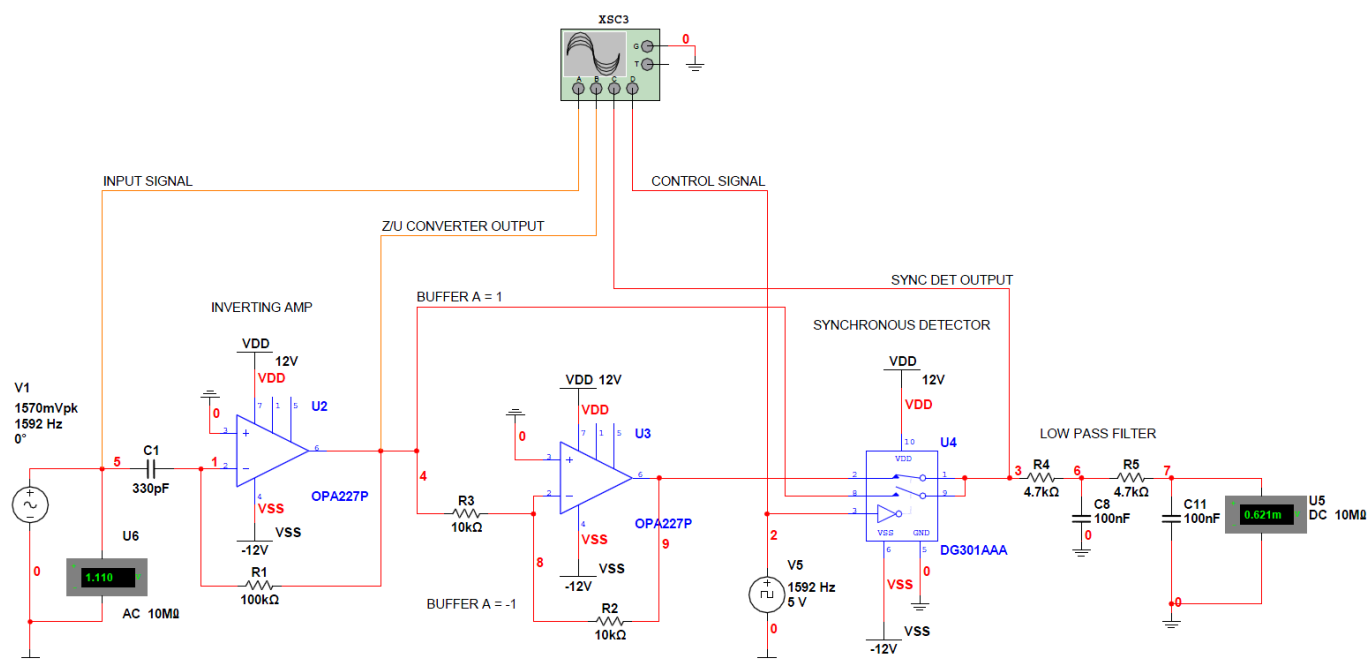 XSC3
0
G
T
A B C D
INPUT SIGNAL
CONTROL SIGNAL
Z/U CONVERTER OUTPUT
SYNC DET OUTPUT
BUFFER A = 1
INVERTING AMP
SYNCHRONOUS DETECTOR
VDD
12V
VDD
V1
1570mVpk
1592 Hz
0°
0
7 1 5
U2
3
2
6
4
OPA227P
VSS
VSS
-12V
5
C1
330pF
1
U6
1.110 V
AC 10MΩ
0
R1
100kΩ
4
R3
10kΩ
VDD 12V
VDD
0
7 1 5
U3
3
2
6
4
OPA227P
VSS
VSS
-12V
8
9
R2
10kΩ
BUFFER A = -1
VDD
12V
VDD
10
U4
VDD
2
8
3
1
9
VSS GND
6 5
DG301AAA
VSS
0
VSS
-12V
2
V5
1592 Hz
5 V
0
LOW PASS FILTER
3
R4
4.7kΩ
6
R5
4.7kΩ
7
C8
100nF
0
C11
100nF
0
U5
0.621m V
DC 10MΩ